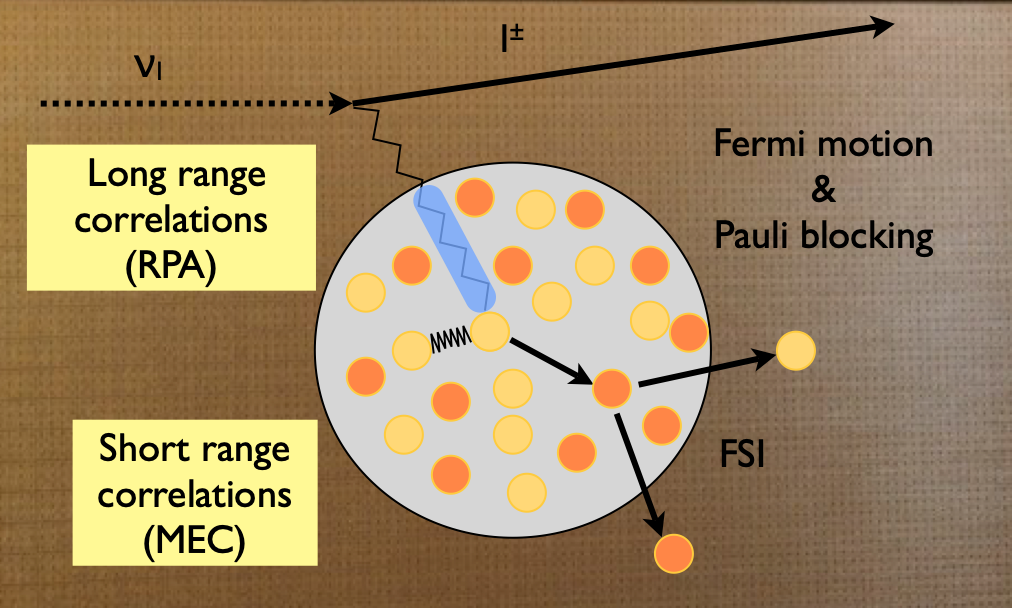 νl
l±
Long range
correlations
(RPA)
Fermi motion
&
Pauli blocking
Short range
correlations
(MEC)
FSI